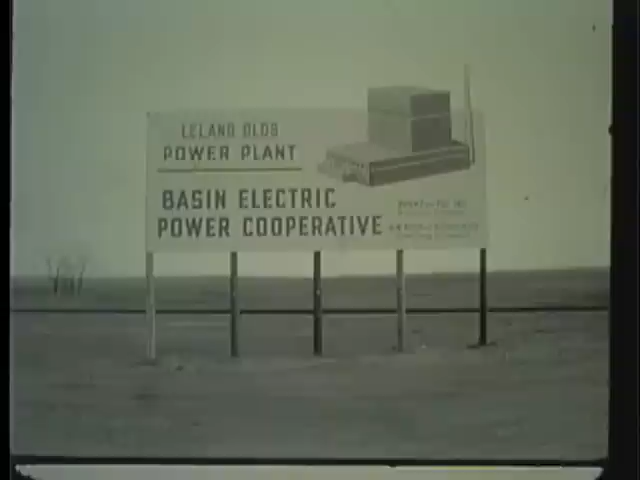 LELAND OLDS
POWER PLANT
BASIN ELECTRIC
POWER COOPERATIVE